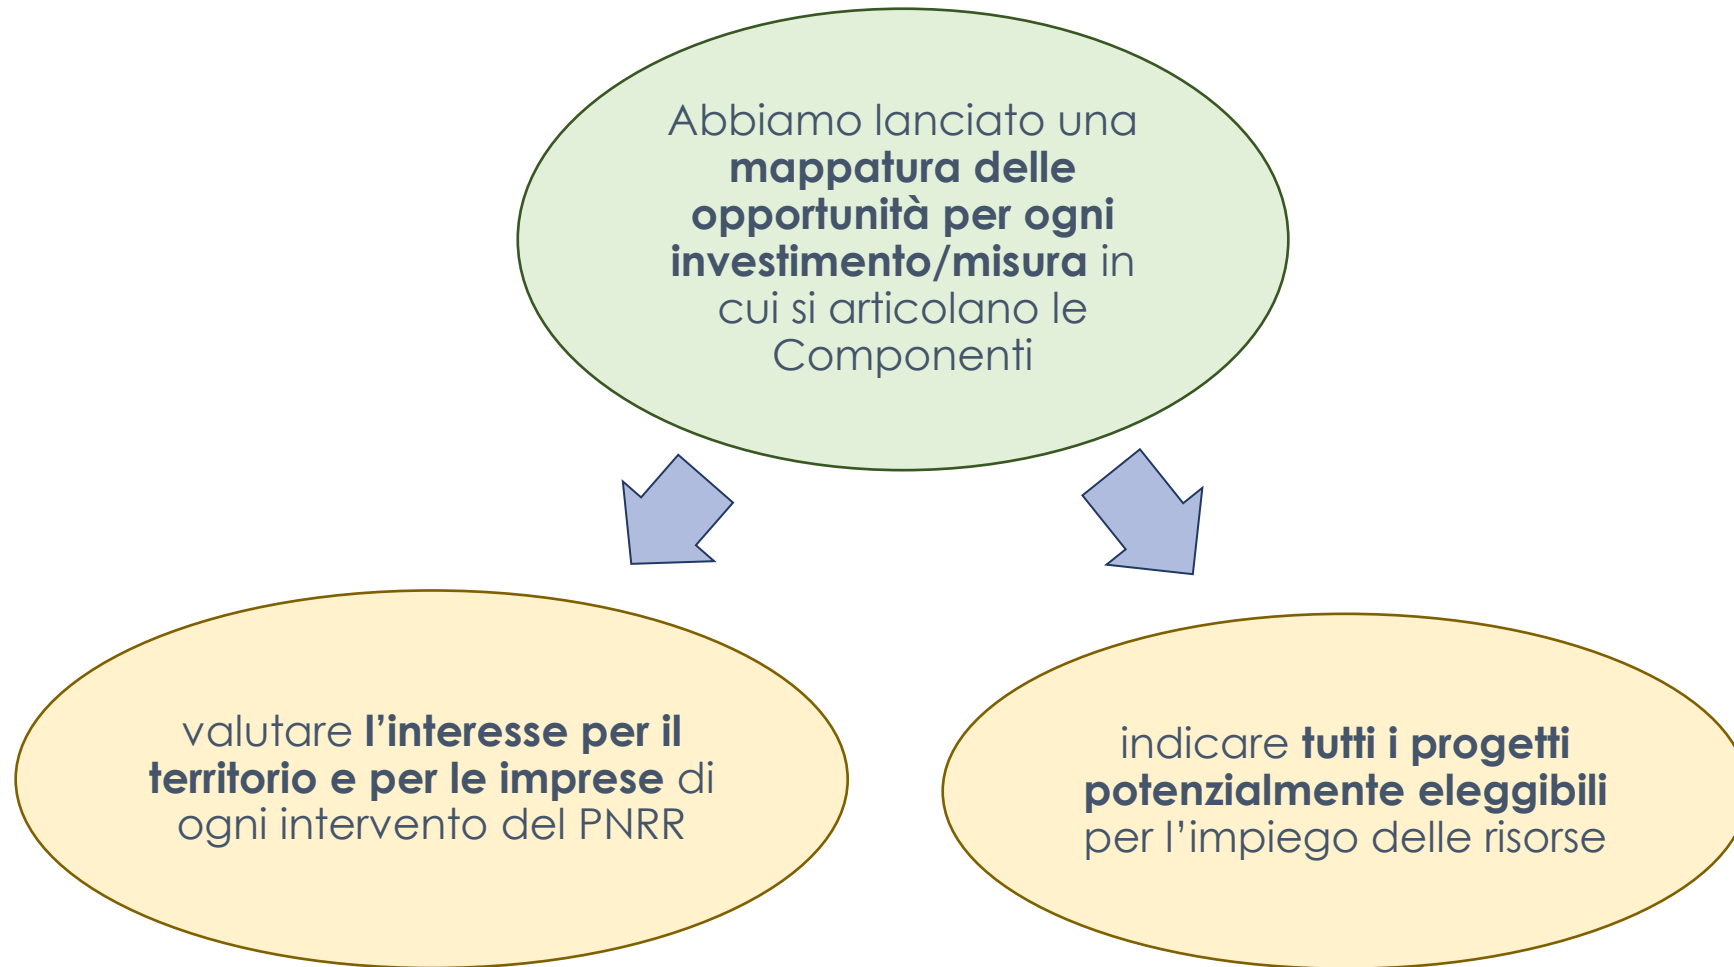 Abbiamo lanciato una
mappatura delle
opportunità per ogni
investimento/misura in
cui si articolano le
Componenti
valutare l’interesse per il
territorio e per le imprese di
ogni intervento del PNRR
indicare tutti i progetti
potenzialmente eleggibili
per l’impiego delle risorse